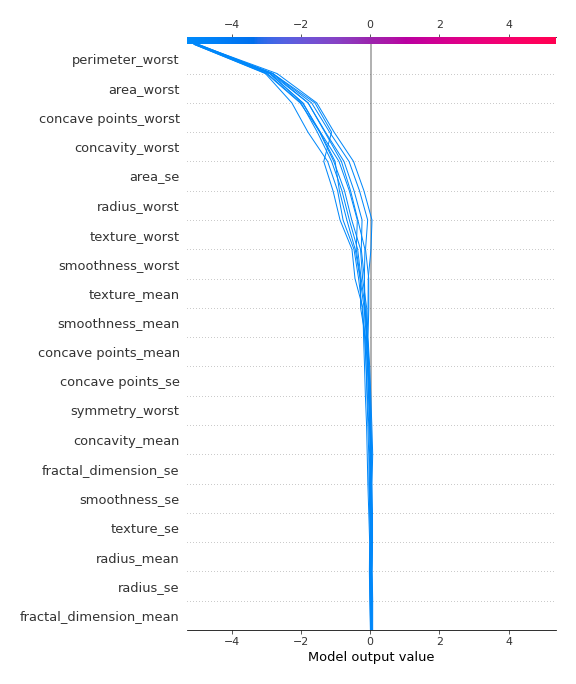 −4 −2 0 2 4
perimeter_worst
area_worst
concave points_worst
concavity_worst
area_se
radius_worst
texture_worst
smoothness_worst
texture_mean
smoothness_mean
concave points_mean
concave points_se
symmetry_worst
concavity_mean
fractal_dimension_se
smoothness_se
texture_se
radius_mean
radius_se
fractal_dimension_mean
−4 −2 0 2 4
Model output value